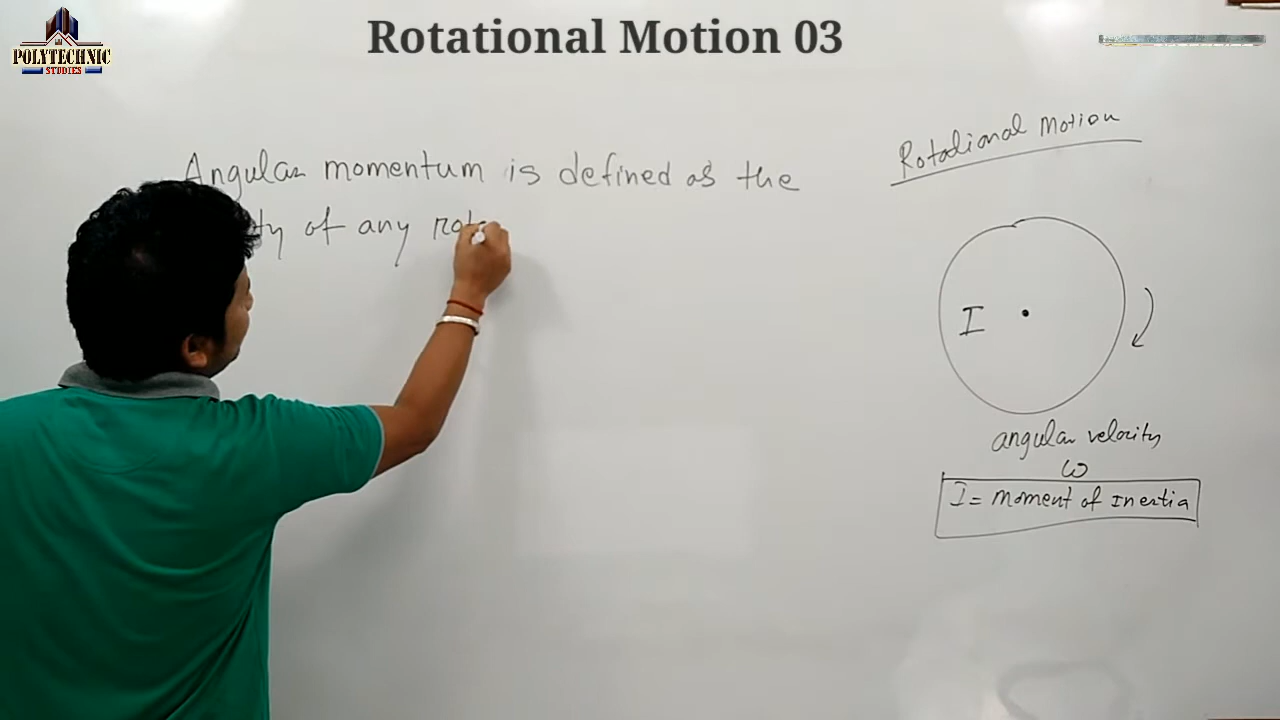 POLYTECHNIC
STUDIES
Rotational Motion 03
Angular momentum is defined as the
of any
Rotational Motion
I
angular velocity
ω
I = Moment of Inertia